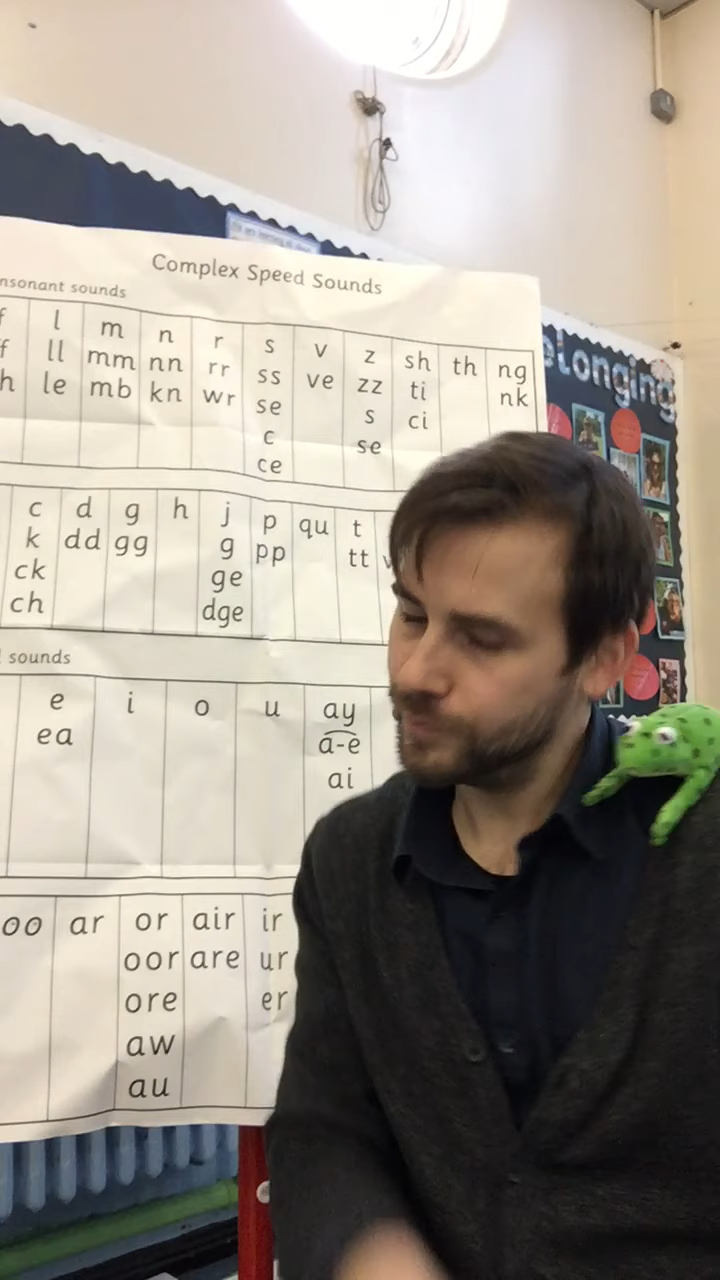 Complex Speed Sounds
nsonant sounds
f l m n r s v z sh th ng
f ll mm nn rr ss ve zz ti nk
h le mb kn wr se s ci
c se
ce
c d g h j p qu t
k dd gg g pp tt
ck ge
ch dge
sounds
e i o u ay
ea a-e
ai
oo ar or air ir
oor are ur
ore er
aw
au
elonging